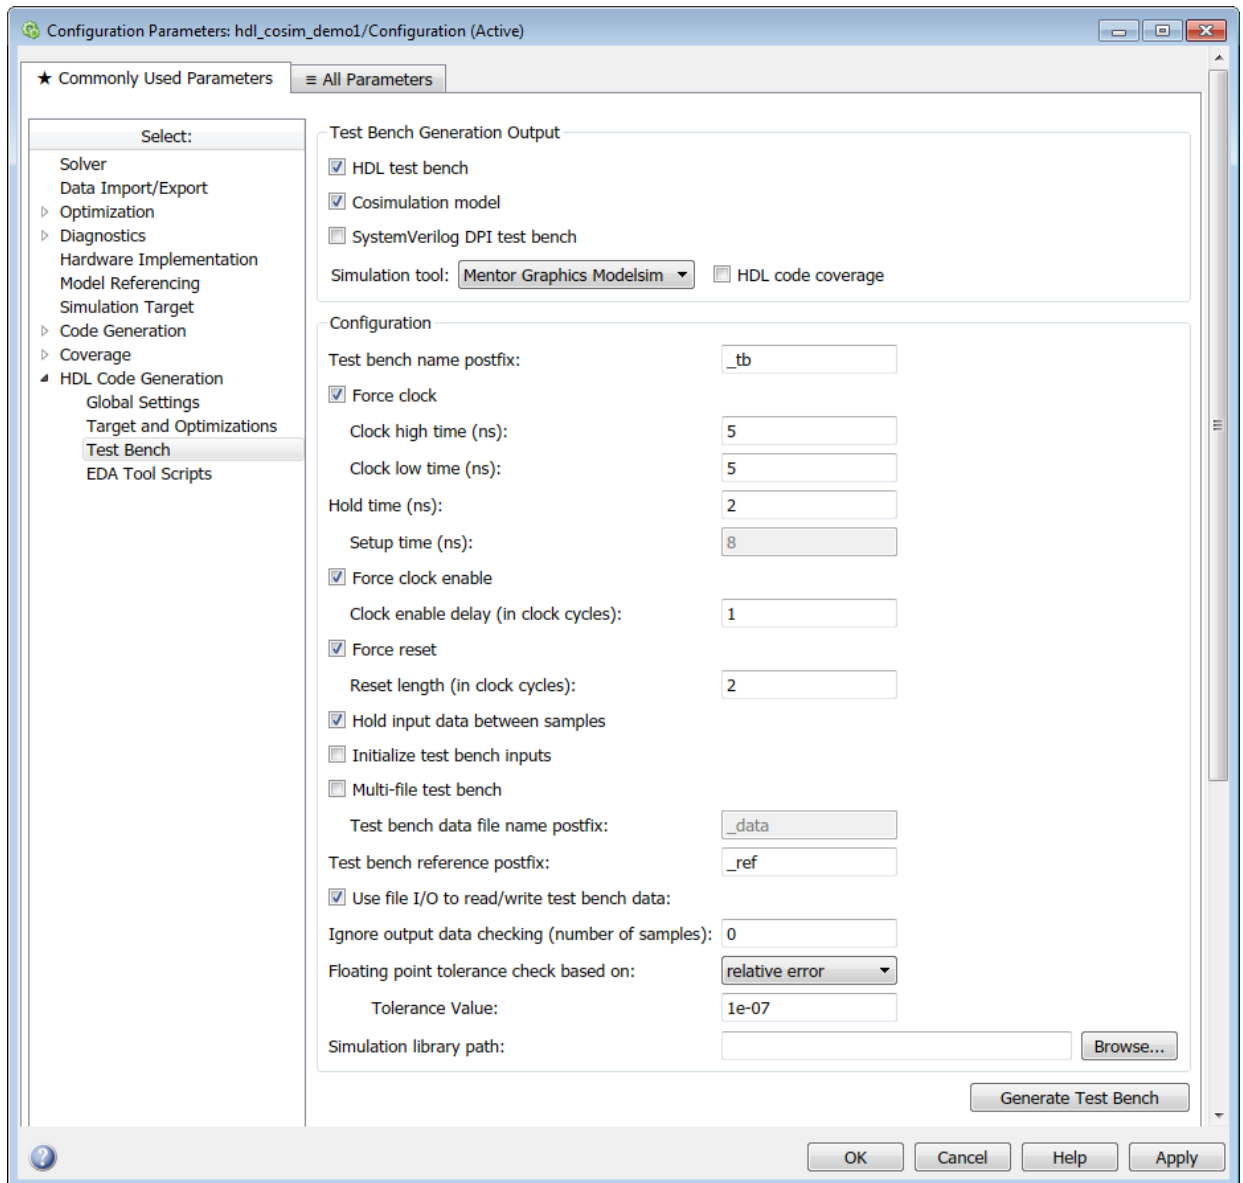 Configuration Parameters: hdl_cosim_demo1/Configuration (Active)
★ Commonly Used Parameters
≡ All Parameters
Select:
Solver
Data Import/Export
Optimization
Diagnostics
Hardware Implementation
Model Referencing
Simulation Target
Code Generation
Coverage
HDL Code Generation
Global Settings
Target and Optimizations
Test Bench
EDA Tool Scripts
Test Bench Generation Output
HDL test bench
Cosimulation model
SystemVerilog DPI test bench
Simulation tool: Mentor Graphics Modelsim HDL code coverage
Configuration
Test bench name postfix: _tb
Force clock
Clock high time (ns): 5
Clock low time (ns): 5
Hold time (ns): 2
Setup time (ns): 8
Force clock enable
Clock enable delay (in clock cycles): 1
Force reset
Reset length (in clock cycles): 2
Hold input data between samples
Initialize test bench inputs
Multi-file test bench
Test bench data file name postfix: _data
Test bench reference postfix: _ref
Use file I/O to read/write test bench data:
Ignore output data checking (number of samples): 0
Floating point tolerance check based on: relative error
Tolerance Value: 1e-07
Simulation library path: Browse...
Generate Test Bench
OK Cancel Help Apply